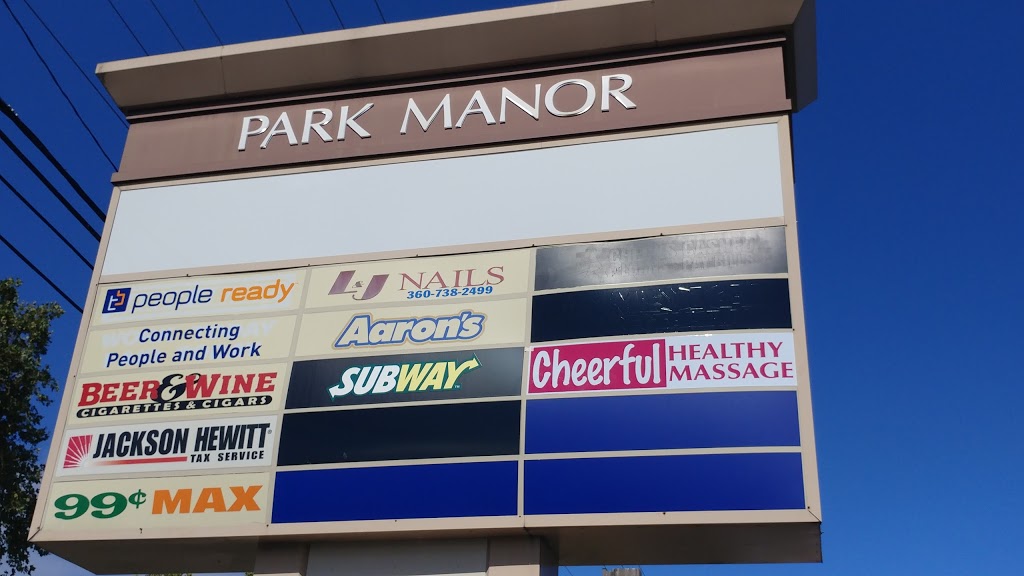 PARK MANOR
people ready
Connecting
People and Work
BEER & WINE
CIGARETTES & CIGARS
JACKSON HEWITT®
TAX SERVICE
99¢ MAX
L&J NAILS
360-738-2499
Aaron's
SUBWAY™
Cheerful HEALTHY
MASSAGE